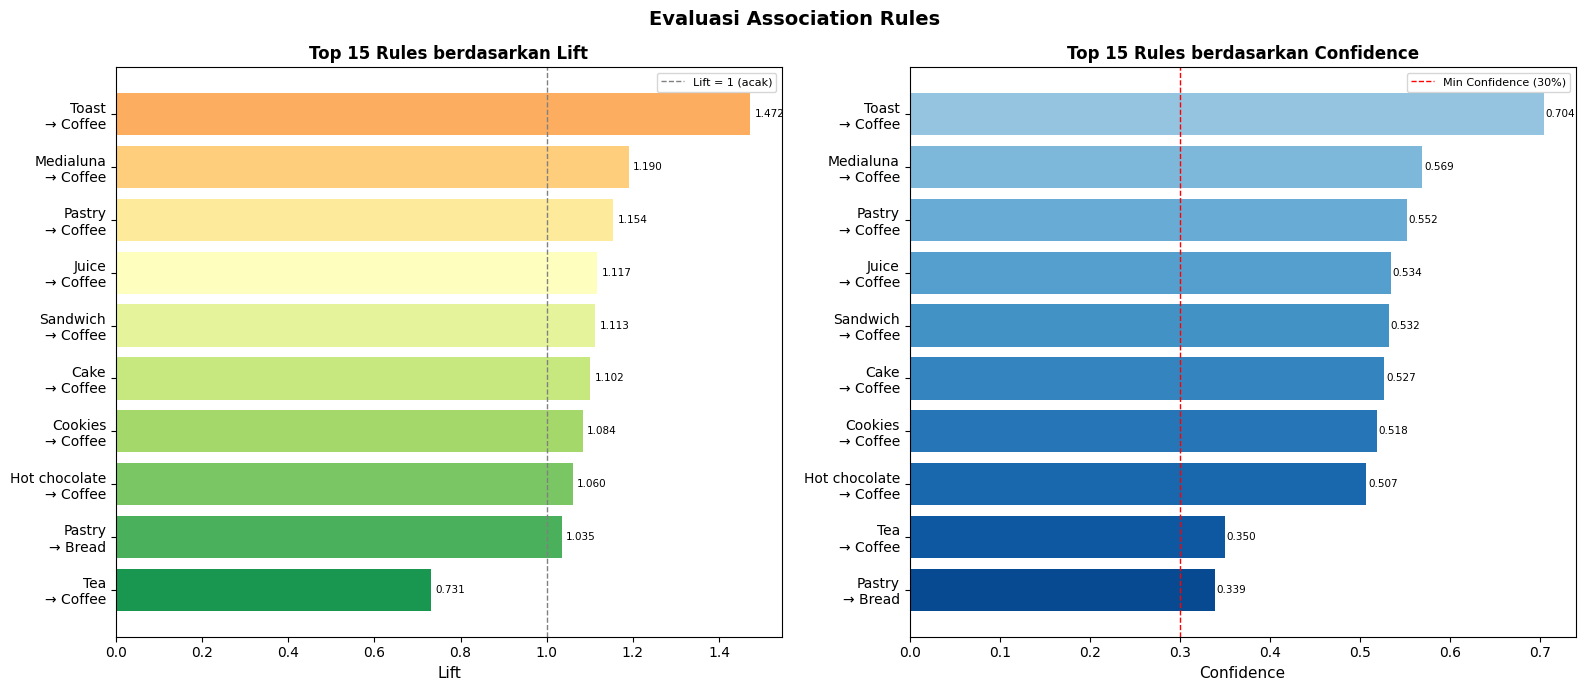 Evaluasi Association Rules
Top 15 Rules berdasarkan Lift
Lift = 1 (acak)
Toast
→ Coffee
1.472
Medialuna
→ Coffee
1.190
Pastry
→ Coffee
1.154
Juice
→ Coffee
1.117
Sandwich
→ Coffee
1.113
Cake
→ Coffee
1.102
Cookies
→ Coffee
1.084
Hot chocolate
→ Coffee
1.060
Pastry
→ Bread
1.035
Tea
→ Coffee
0.731
0.0 0.2 0.4 0.6 0.8 1.0 1.2 1.4
Lift
Top 15 Rules berdasarkan Confidence
Min Confidence (30%)
Toast
→ Coffee
0.704
Medialuna
→ Coffee
0.569
Pastry
→ Coffee
0.552
Juice
→ Coffee
0.534
Sandwich
→ Coffee
0.532
Cake
→ Coffee
0.527
Cookies
→ Coffee
0.518
Hot chocolate
→ Coffee
0.507
Tea
→ Coffee
0.350
Pastry
→ Bread
0.339
0.0 0.1 0.2 0.3 0.4 0.5 0.6 0.7
Confidence